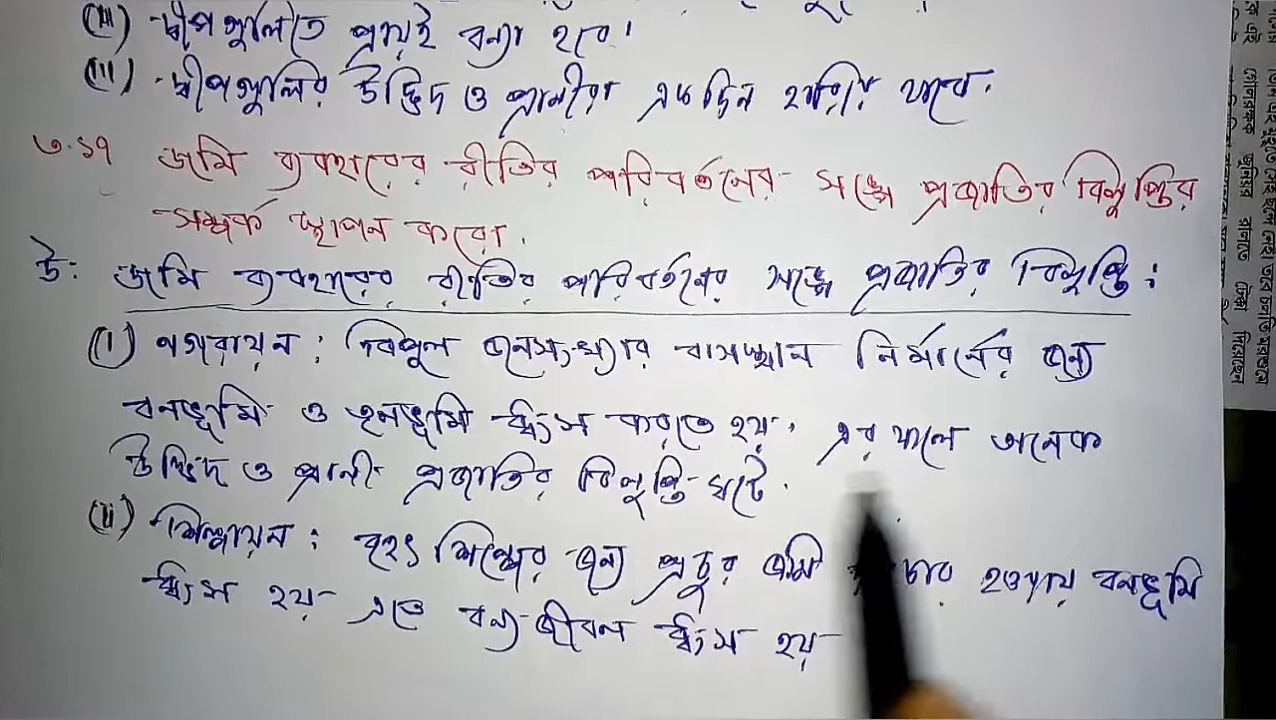 (iii) দ্বীপগুলিতে প্রায়ই বন্যা হবে।
(iii) দ্বীপগুলির উদ্ভিদ ও প্রানীরা একদিন হারিয়ে যাবে।
৩.১৭ জমি ব্যবহারের রীতির পরিবর্তনের সঙ্গে প্রজাতির বিলুপ্তির
সম্পর্ক স্থাপন করো।
উ: জমি ব্যবহারের রীতির পরিবর্তনের সঙ্গে প্রজাতির বিলুপ্তি:
(i) নগরায়ন: বিপুল জনসংখ্যার বাসস্থান নির্মানের জন্য
বনভূমি ও তৃনভূমি ধ্বংস করতে হয়। এর ফলে অনেক
উদ্ভিদ ও প্রানী প্রজাতির বিলুপ্তি ঘটে।
(ii) শিল্পায়ন: বৃহৎ শিল্পের জন্য প্রচুর জমি হওয়ায় বনভূমি
ধ্বংস হয় এতে বন্যজীবন ধ্বংস হয়